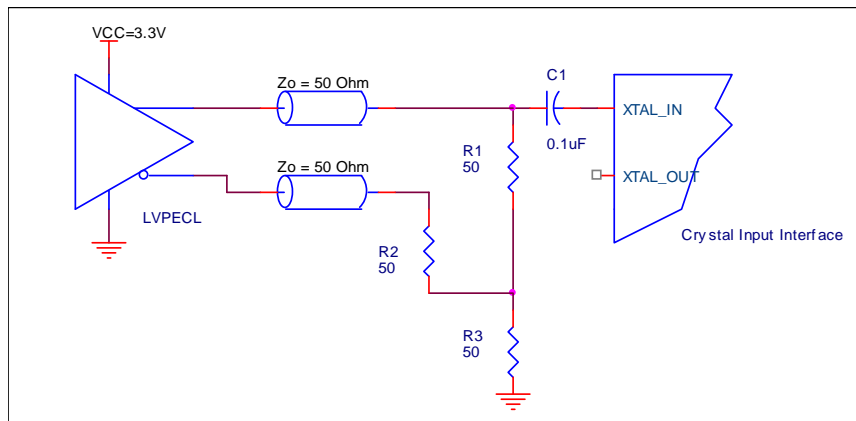 VCC=3.3V
Zo = 50 Ohm
C1
XTAL_IN
R1
50
0.1uF
Zo = 50 Ohm
XTAL_OUT
LVPECL
Crystal Input Interface
R2
50
R3
50